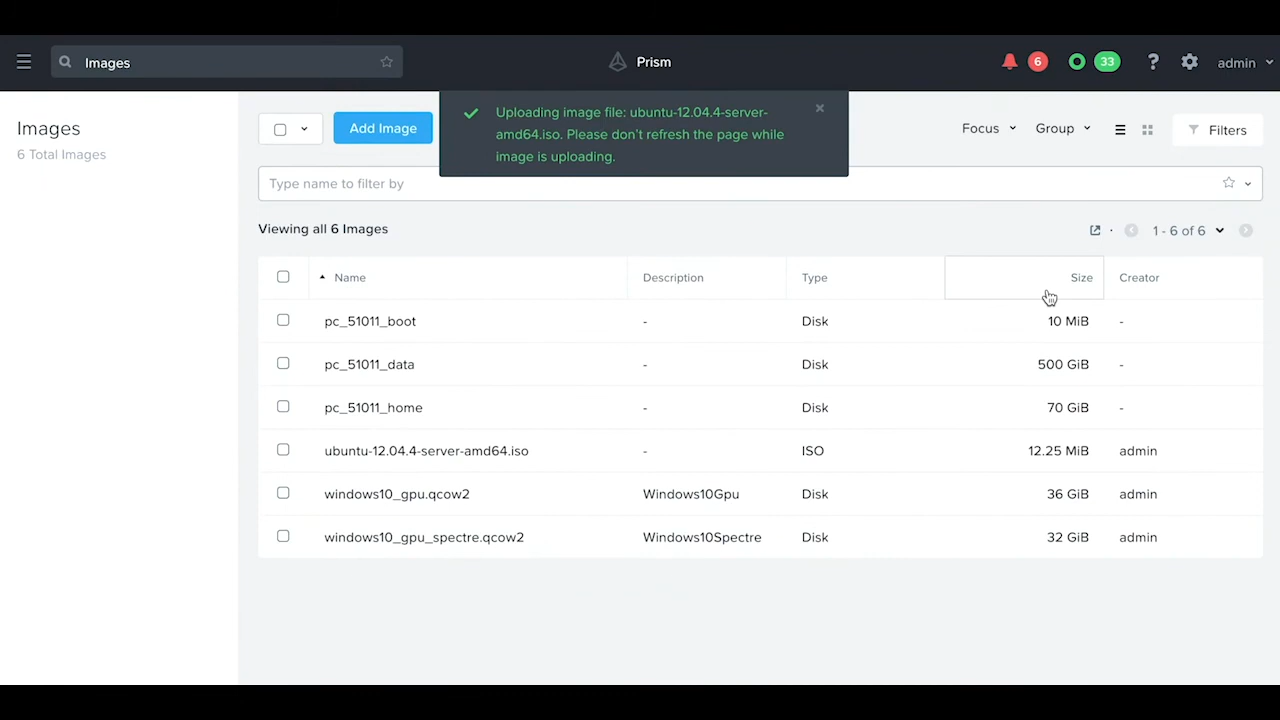 Images
Prism
6
33
?
admin
Uploading image file: ubuntu-12.04.4-server-
amd64.iso. Please don't refresh the page while
image is uploading.
Images
6 Total Images
Add Image
Focus
Group
Filters
Type name to filter by
Viewing all 6 Images
1 - 6 of 6
Name Description Type Size Creator
pc_51011_boot - Disk 10 MiB -
pc_51011_data - Disk 500 GiB -
pc_51011_home - Disk 70 GiB -
ubuntu-12.04.4-server-amd64.iso - ISO 12.25 MiB admin
windows10_gpu.qcow2 Windows10Gpu Disk 36 GiB admin
windows10_gpu_spectre.qcow2 Windows10Spectre Disk 32 GiB admin